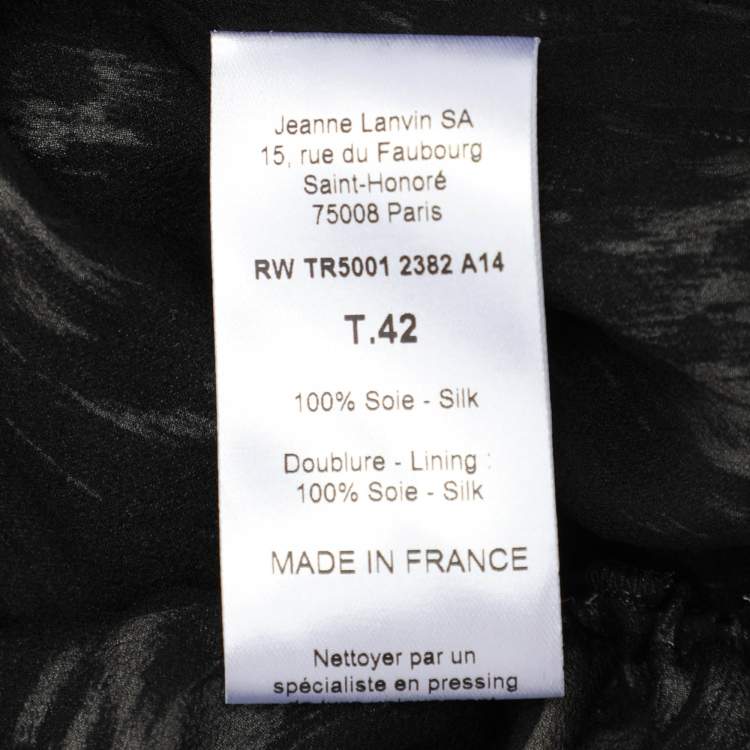 Jeanne Lanvin SA
15, rue du Faubourg
Saint-Honoré
75008 Paris
RW TR5001 2382 A14
T.42
100% Soie - Silk
Doublure - Lining :
100% Soie - Silk
MADE IN FRANCE
Nettoyer par un
spécialiste en pressing